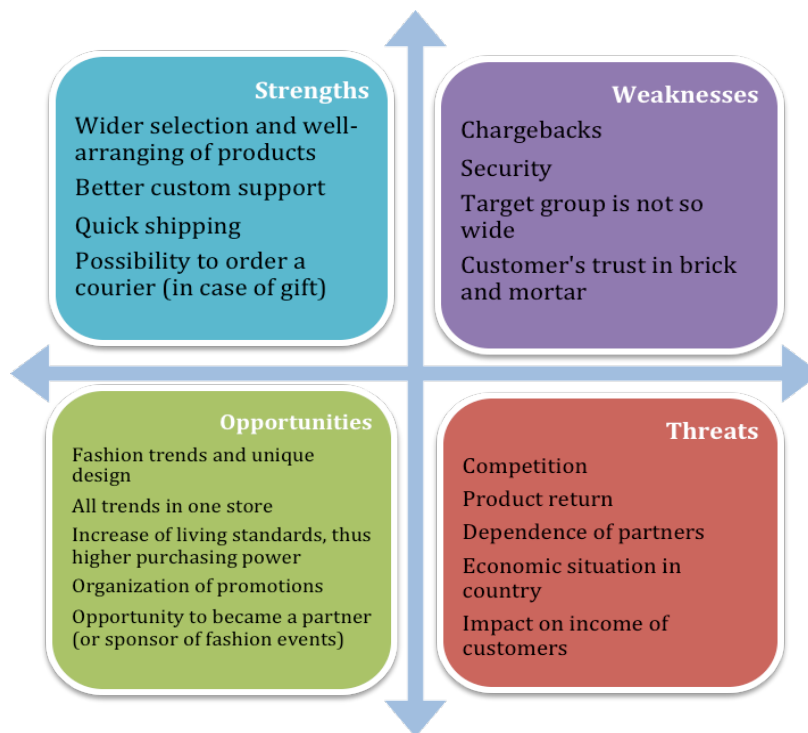 Strengths
Wider selection and well-
arranging of products
Better custom support
Quick shipping
Possibility to order a
courier (in case of gift)
Weaknesses
Chargebacks
Security
Target group is not so
wide
Customer's trust in brick
and mortar
Opportunities
Fashion trends and unique
design
All trends in one store
Increase of living standards, thus
higher purchasing power
Organization of promotions
Opportunity to became a partner
(or sponsor of fashion events)
Threats
Competition
Product return
Dependence of partners
Economic situation in
country
Impact on income of
customers